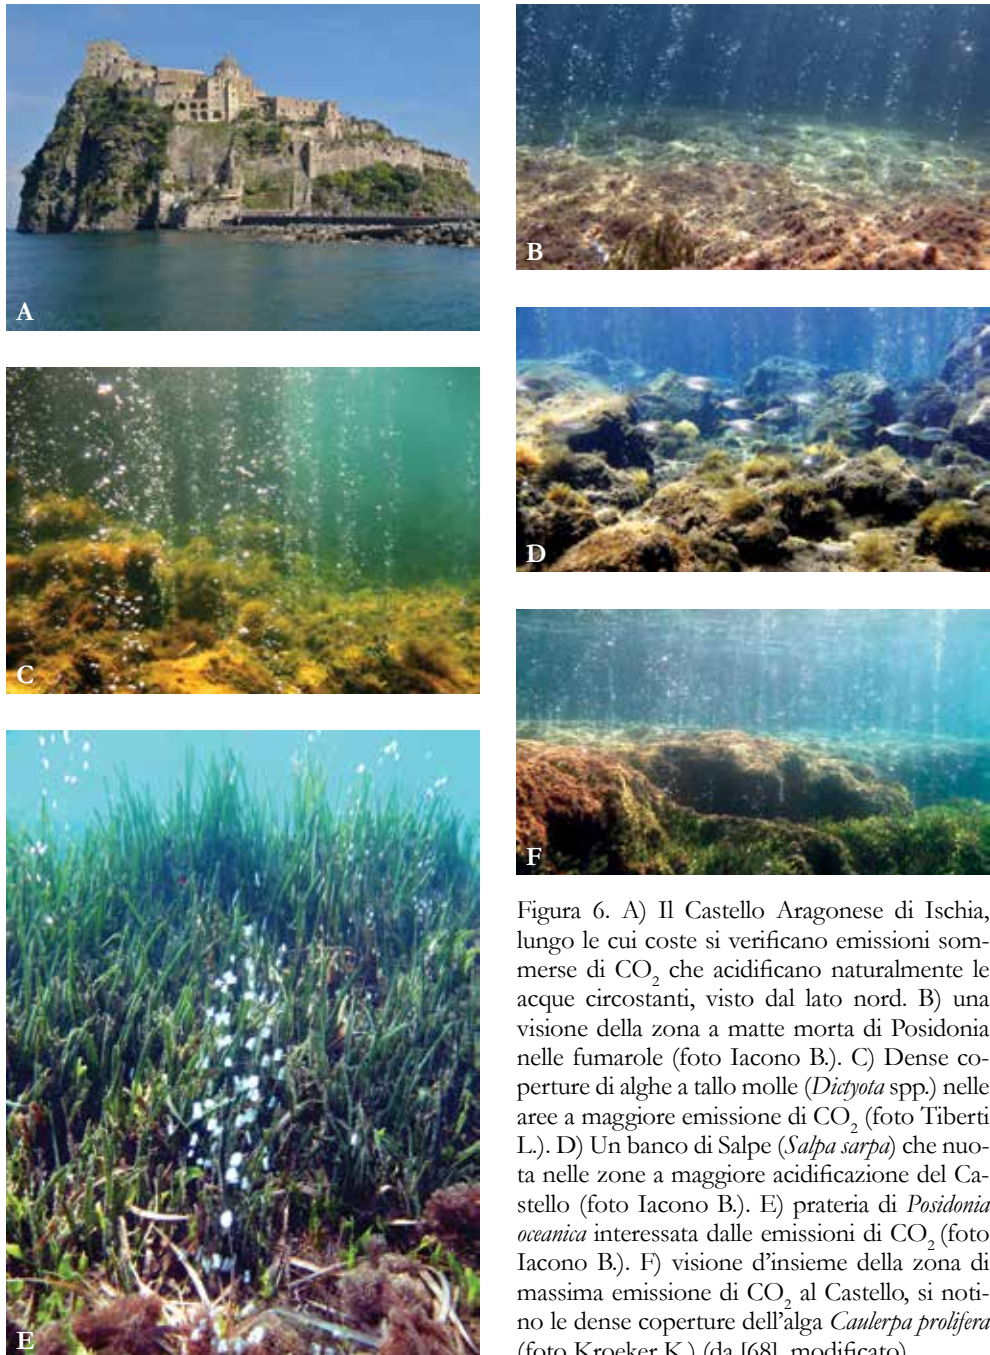 A
B
C
D
E
F
Figura 6. A) Il Castello Aragonese di Ischia,
lungo le cui coste si verificano emissioni som-
merse di CO₂ che acidificano naturalmente le
acque circostanti, visto dal lato nord. B) una
visione della zona a matte morta di Posidonia
nelle fumarole (foto Iacono B.). C) Dense co-
perture di alghe a tallo molle (Dictyota spp.) nelle
aree a maggiore emissione di CO₂ (foto Tiberti
L.). D) Un banco di Salpe (Salpa sarpa) che nuo-
ta nelle zone a maggiore acidificazione del Ca-
stello (foto Iacono B.). E) prateria di Posidonia
oceanica interessata dalle emissioni di CO₂ (foto
Iacono B.). F) visione d'insieme della zona di
massima emissione di CO₂ al Castello, si noti-
no le dense coperture dell'alga Caulerpa prolifera
(foto Kroeker K.) (da [68], modificato)